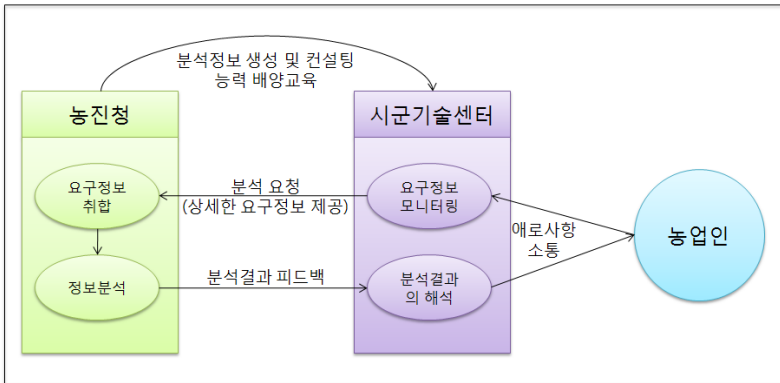 분석정보 생성 및 컨설팅
능력 배양교육
농진청
시군기술센터
요구정보
취합
분석 요청
(상세한 요구정보 제공)
요구정보
모니터링
애로사항
소통
농업인
정보분석
분석결과 피드백
분석결과
의 해석